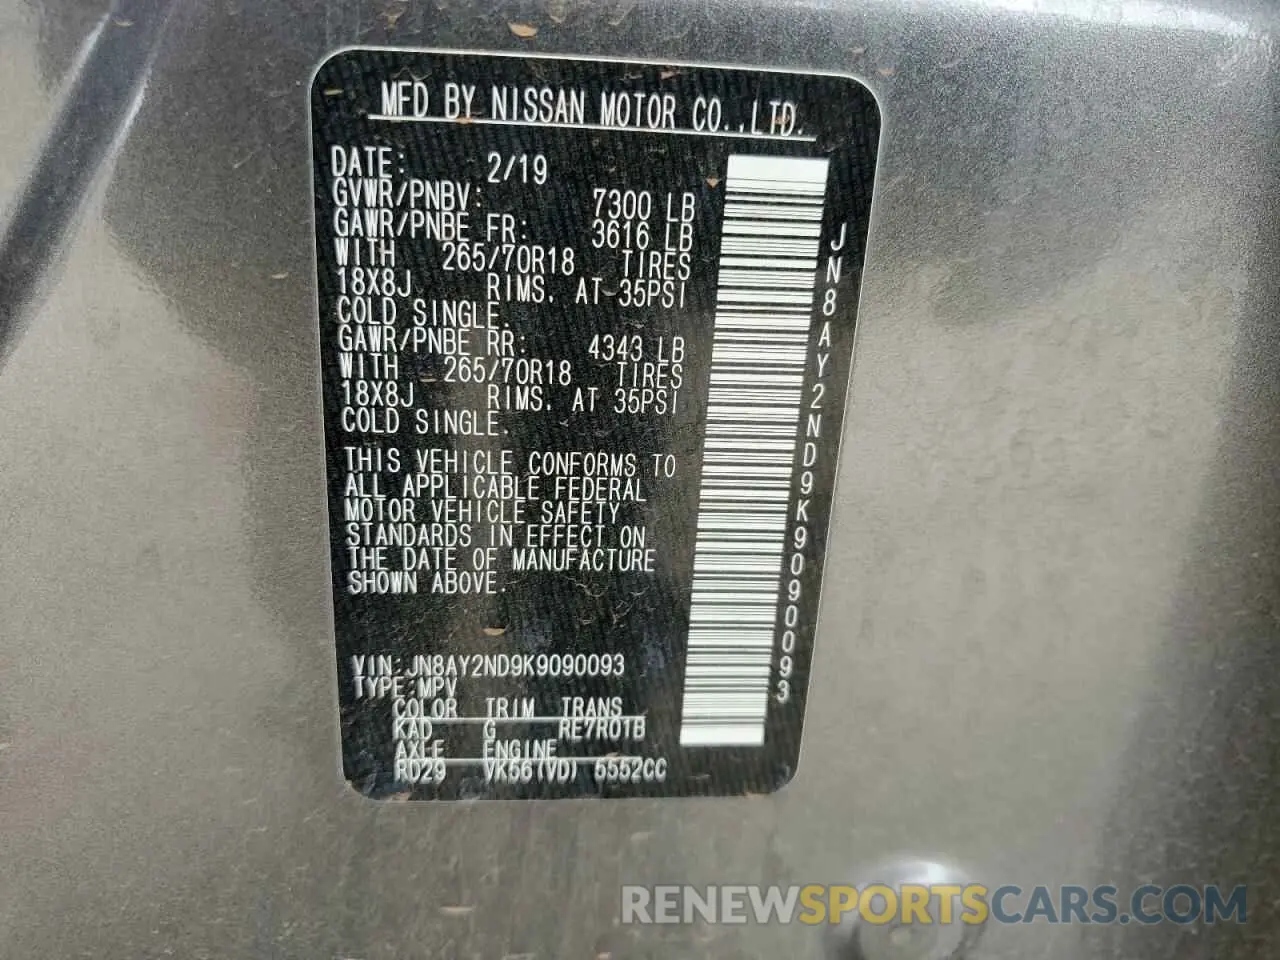 MFD BY NISSAN MOTOR CO.,LTD.
DATE: 2/19
GVWR/PNBV: 7300 LB
GAWR/PNBE FR: 3616 LB
WITH 265/70R18 TIRES
18X8J RIMS. AT 35PSI
COLD SINGLE.
GAWR/PNBE RR: 4343 LB
WITH 265/70R18 TIRES
18X8J RIMS. AT 35PSI
COLD SINGLE.
THIS VEHICLE CONFORMS TO
ALL APPLICABLE FEDERAL
MOTOR VEHICLE SAFETY
STANDARDS IN EFFECT ON
THE DATE OF MANUFACTURE
SHOWN ABOVE.
VIN:JN8AY2ND9K9090093
TYPE:MPV
COLOR TRIM TRANS
KAD G RE7R01B
AXLE ENGINE
RD29 VK56(VD) 5552CC
JN8AY2ND9K9090093
RENEWSPORTSCARS.COM